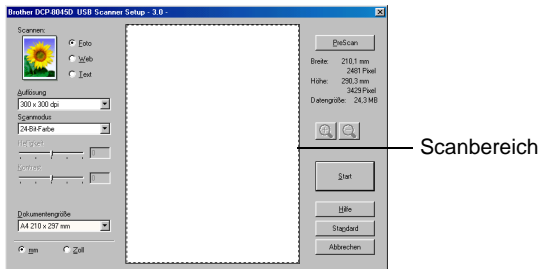 Brother DCP-8045D USB Scanner Setup - 3.0 -
Scannen:
Foto
Web
Text
Auflösung
300 x 300 dpi
Scanmodus
24-Bit-Farbe
Helligkeit
0
Kontrast
0
Dokumentengröße
A4 210 x 297 mm
mm
Zoll
PreScan
Breite: 210,1 mm
2481 Pixel
Höhe: 290,3 mm
3429 Pixel
Datengröße: 24,3 MB
Start
Hilfe
Standard
Abbrechen
Scanbereich